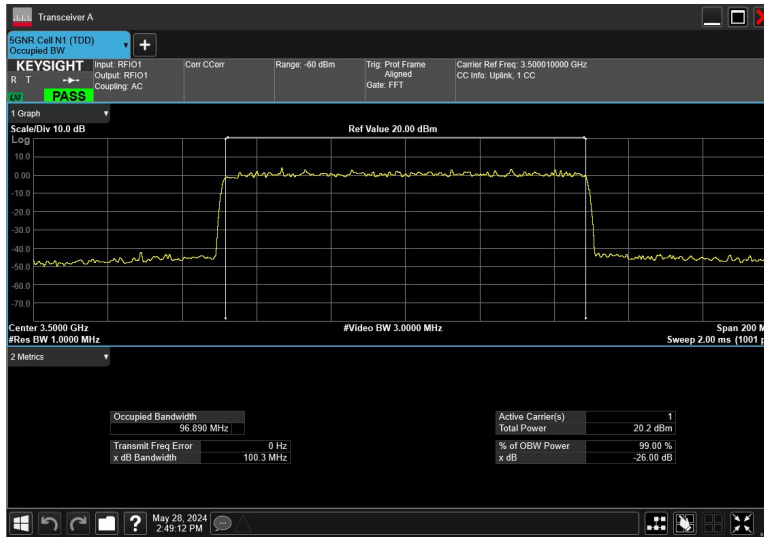 Transceiver A
5GNR Cell N1 (TDD)
Occupied BW
+
KEYSIGHT
R T
LXI
PASS
Input: RFIO1
Output: RFIO1
Coupling: AC
Corr CCorr
Range: -60 dBm
Trig: Prot Frame
Aligned
Gate: FFT
Carrier Ref Freq: 3.500010000 GHz
CC Info: Uplink, 1 CC
1 Graph
Scale/Div 10.0 dB
Ref Value 20.00 dBm
Log
10.0
0.00
-10.0
-20.0
-30.0
-40.0
-50.0
-60.0
-70.0
Center 3.5000 GHz
#Video BW 3.0000 MHz
Span 200 M
#Res BW 1.0000 MHz
Sweep 2.00 ms (1001 p
2 Metrics
Occupied Bandwidth
96.890 MHz
Transmit Freq Error 0 Hz
x dB Bandwidth 100.3 MHz
Active Carrier(s) 1
Total Power 20.2 dBm
% of OBW Power 99.00 %
x dB -26.00 dB
?
May 28, 2024
2:49:12 PM